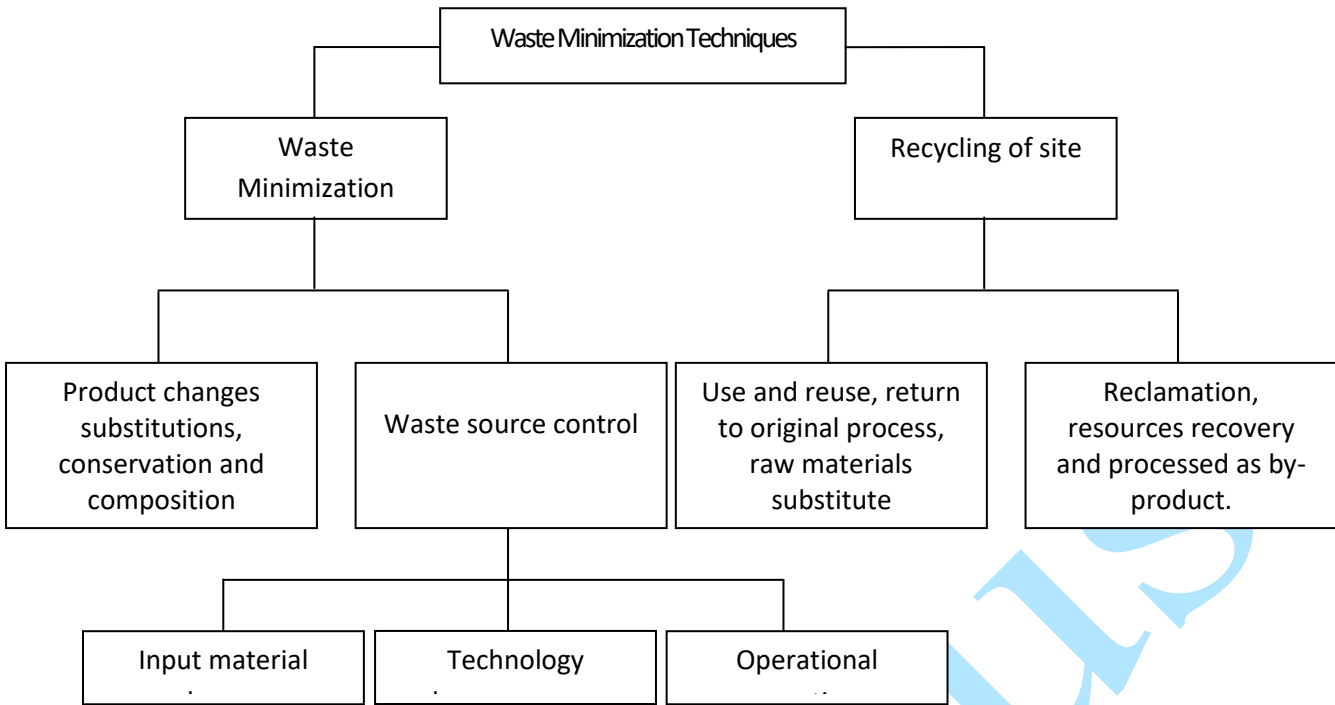 Waste Minimization Techniques
Waste
Minimization
Recycling of site
Product changes
substitutions,
conservation and
composition
Waste source control
Use and reuse, return
to original process,
raw materials
substitute
Reclamation,
resources recovery
and processed as by-
product.
Input material
Technology
Operational